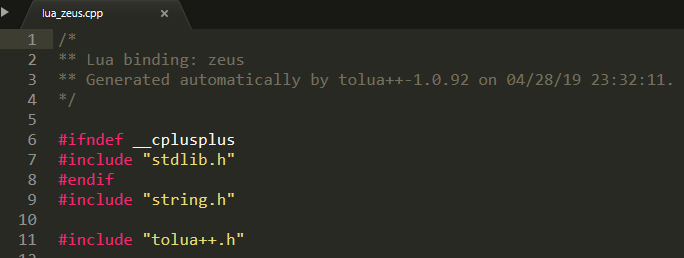 lua_zeus.cpp ×
1 /*
2 ** Lua binding: zeus
3 ** Generated automatically by tolua++-1.0.92 on 04/28/19 23:32:11.
4 */
5
6 #ifndef __cplusplus
7 #include "stdlib.h"
8 #endif
9 #include "string.h"
10
11 #include "tolua++.h"
12